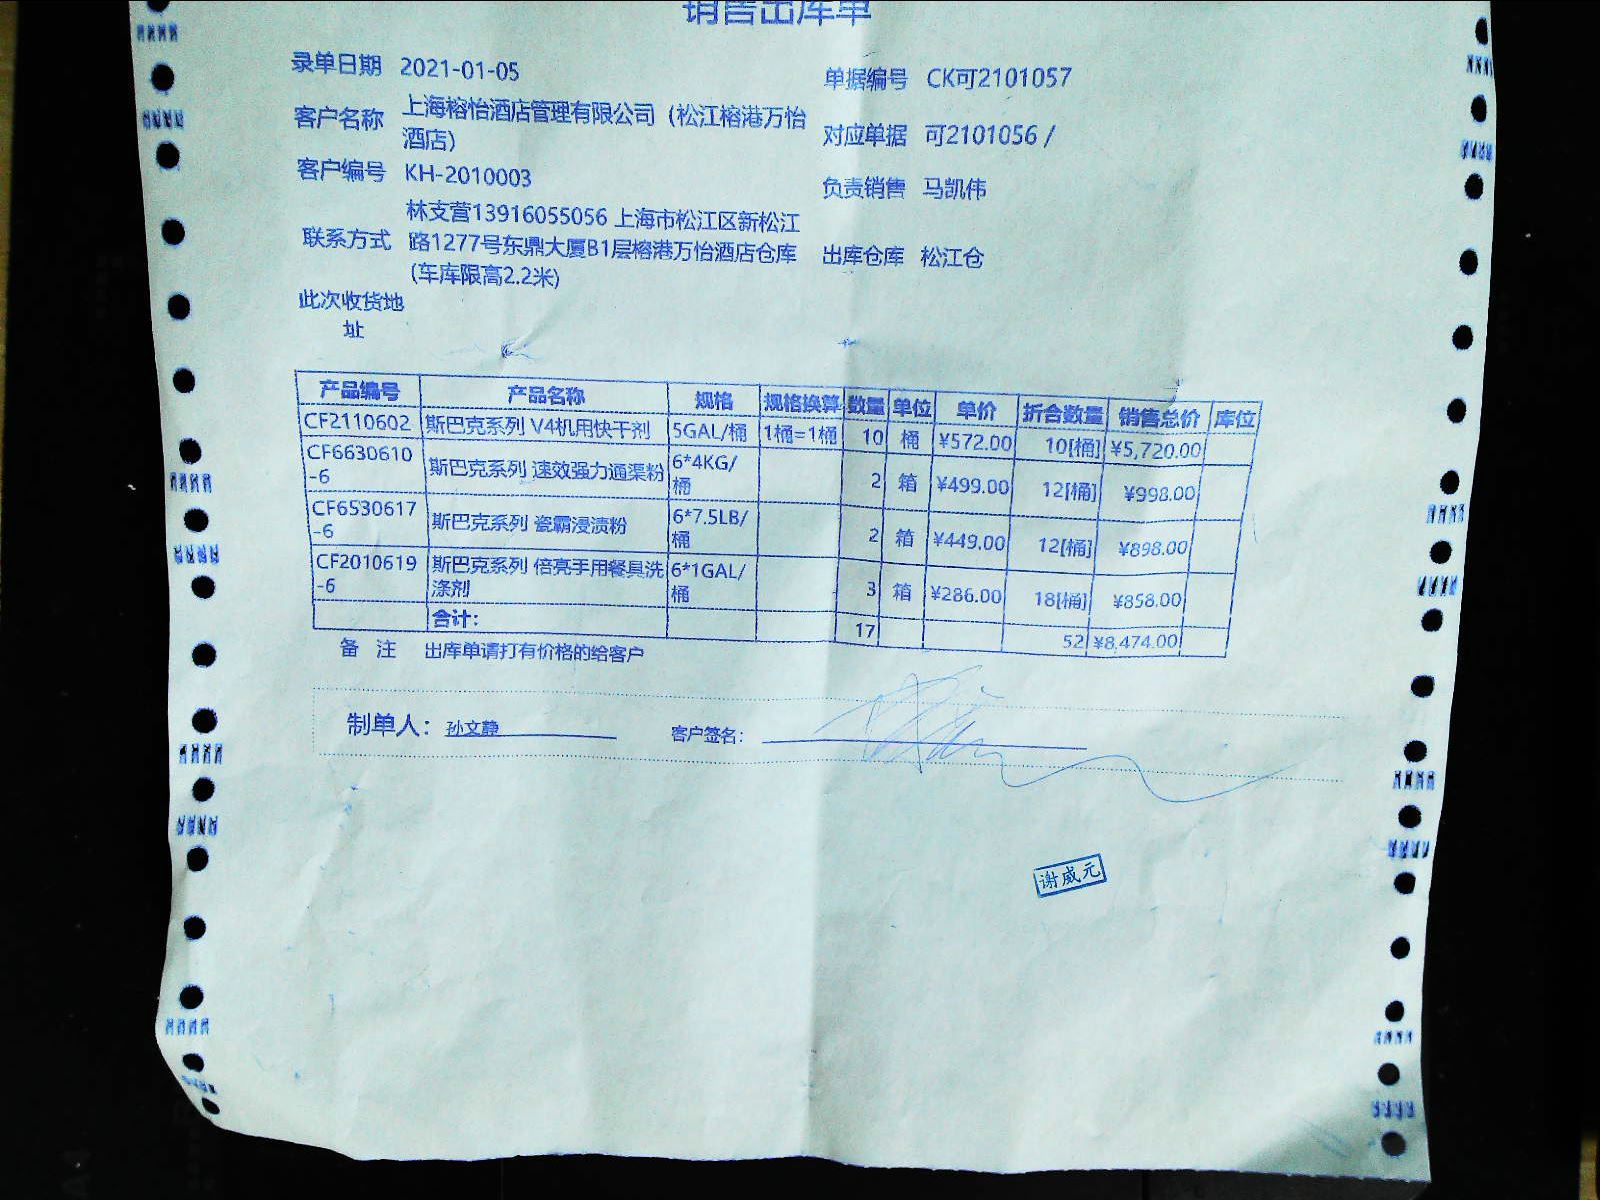 销售出库单
录单日期 2021-01-05 单据编号 CK可2101057
客户名称 上海榕怡酒店管理有限公司（松江榕港万怡
酒店） 对应单据 可2101056 /
客户编号 KH-2010003 负责销售 马凯伟
林支营13916055056 上海市松江区新松江
联系方式 路1277号东鼎大厦B1层榕港万怡酒店仓库 出库仓库 松江仓
(车库限高2.2米)
此次收货地
址
产品编号 产品名称 规格 规格换算 数量 单位 单价 折合数量 销售总价 库位
CF2110602 斯巴克系列 V4机用快干剂 5GAL/桶 1桶=1桶 10 桶 ¥572.00 10[桶] ¥5,720.00
CF6630610
-6 斯巴克系列 速效强力通渠粉 6*4KG/
桶 2 箱 ¥499.00 12[桶] ¥998.00
CF6530617
-6 斯巴克系列 瓷霸浸渍粉 6*7.5LB/
桶 2 箱 ¥449.00 12[桶] ¥898.00
CF2010619
-6 斯巴克系列 倍亮手用餐具洗
涤剂 6*1GAL/
桶 3 箱 ¥286.00 18[桶] ¥858.00
合计： 17 52 ¥8,474.00
备 注 出库单请打有价格的给客户
制单人： 孙文静 客户签名：
谢威元